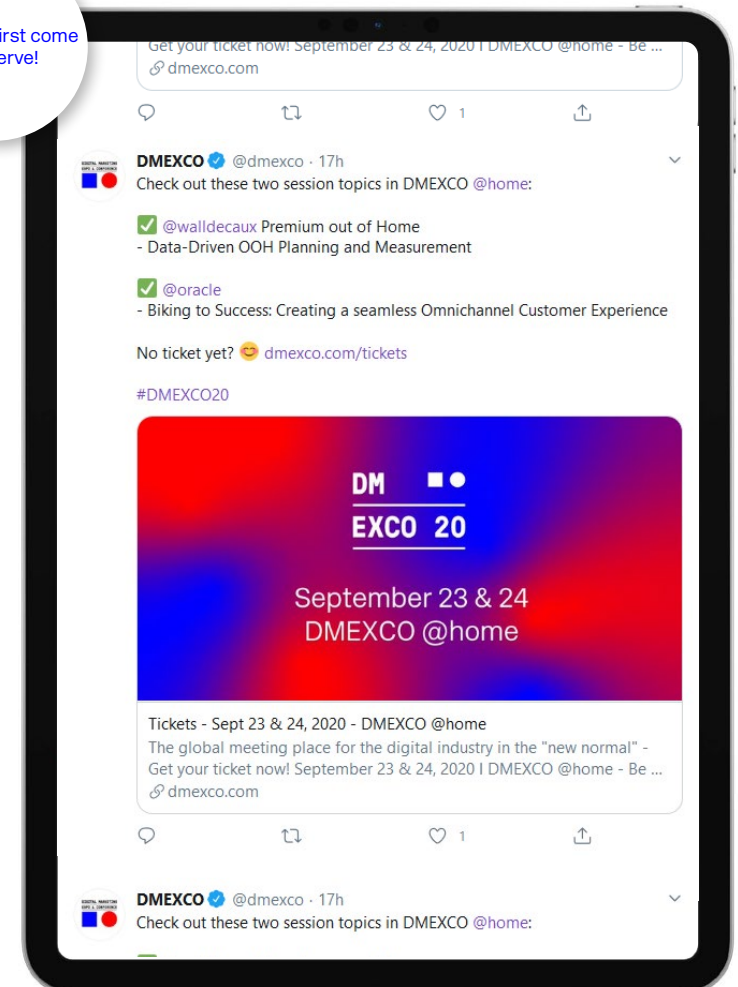 irst come
erve!
Get your ticket now! September 23 & 24, 2020 I DMEXCO @home - Be ...
dmexco.com
1
DMEXCO @dmexco · 17h
Check out these two session topics in DMEXCO @home:
@walldecaux Premium out of Home
- Data-Driven OOH Planning and Measurement
@oracle
- Biking to Success: Creating a seamless Omnichannel Customer Experience
No ticket yet? 😊 dmexco.com/tickets
#DMEXCO20
DM
EXCO 20
September 23 & 24
DMEXCO @home
Tickets - Sept 23 & 24, 2020 - DMEXCO @home
The global meeting place for the digital industry in the "new normal" -
Get your ticket now! September 23 & 24, 2020 I DMEXCO @home - Be ...
dmexco.com
1
DMEXCO @dmexco · 17h
Check out these two session topics in DMEXCO @home: